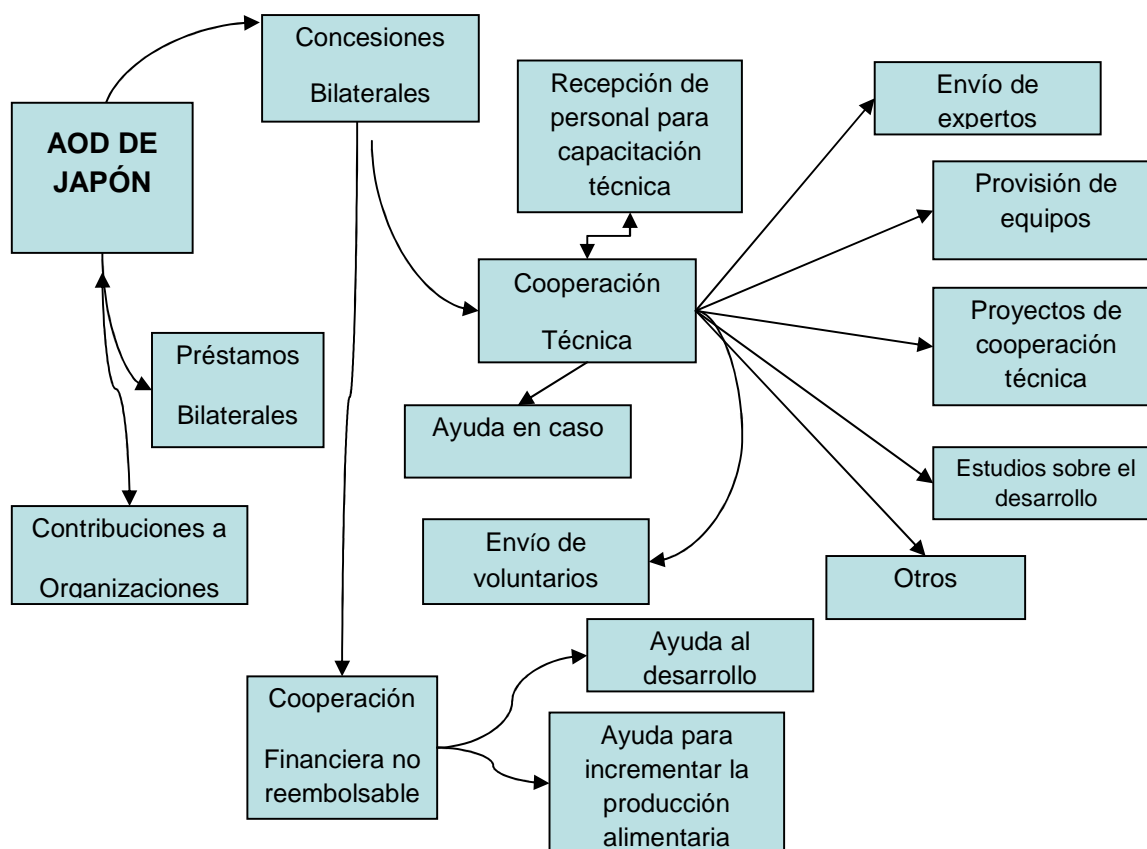 Concesiones
Bilaterales
AOD DE
JAPÓN
Recepción de
personal para
capacitación
técnica
Envío de
expertos
Provisión de
equipos
Cooperación
Técnica
Proyectos de
cooperación
técnica
Préstamos
Bilaterales
Ayuda en caso
Estudios sobre el
desarrollo
Contribuciones a
Organizaciones
Envío de
voluntarios
Otros
Ayuda al
desarrollo
Cooperación
Financiera no
reembolsable
Ayuda para
incrementar la
producción
alimentaria